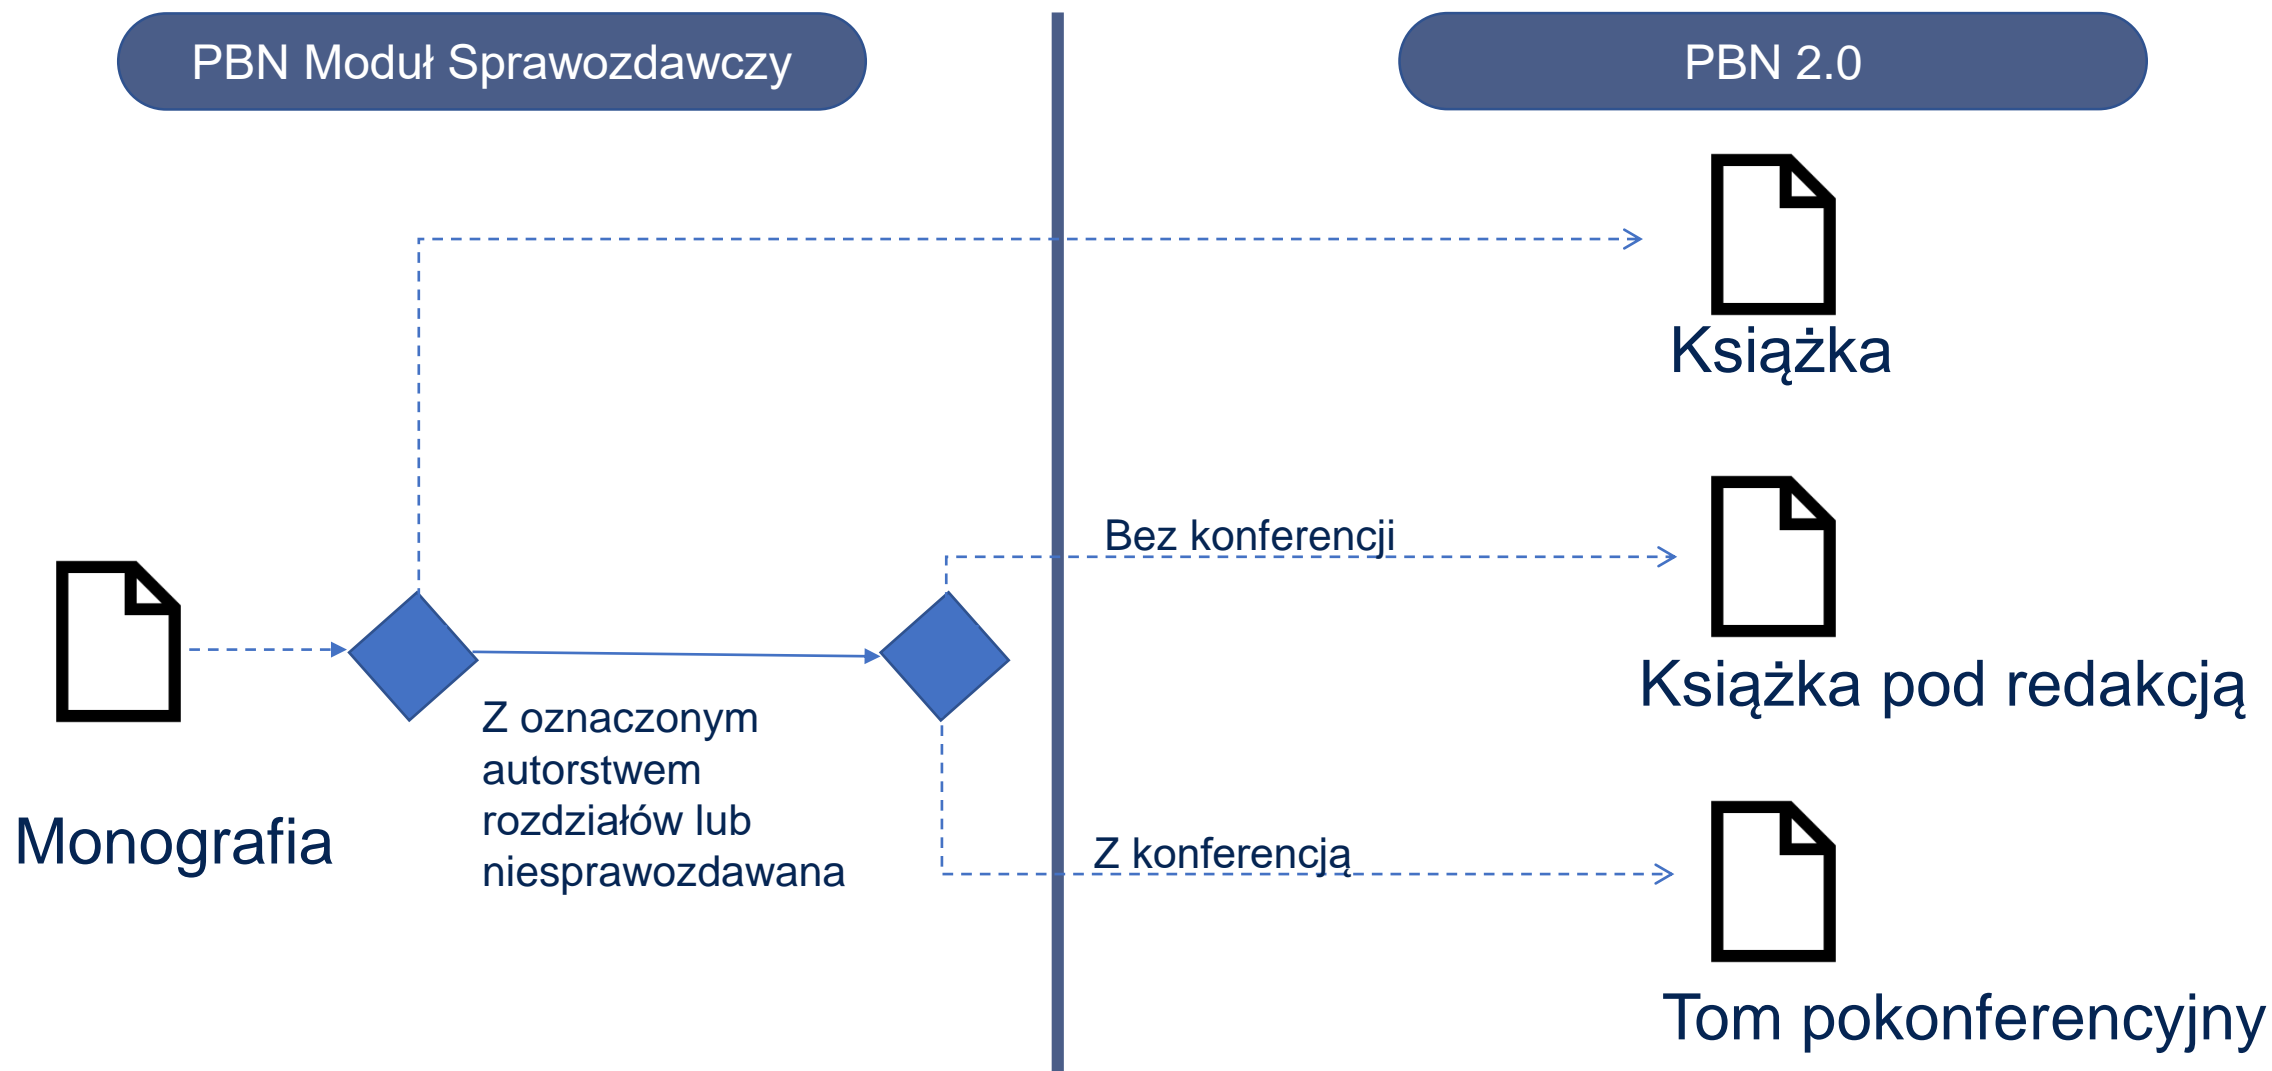 PBN Moduł Sprawozdawczy
PBN 2.0
Książka
Bez konferencji
Książka pod redakcją
Z oznaczonym
autorstwem
rozdziałów lub
niesprawozdawana
Monografia
Z konferencją
Tom pokonferencyjny